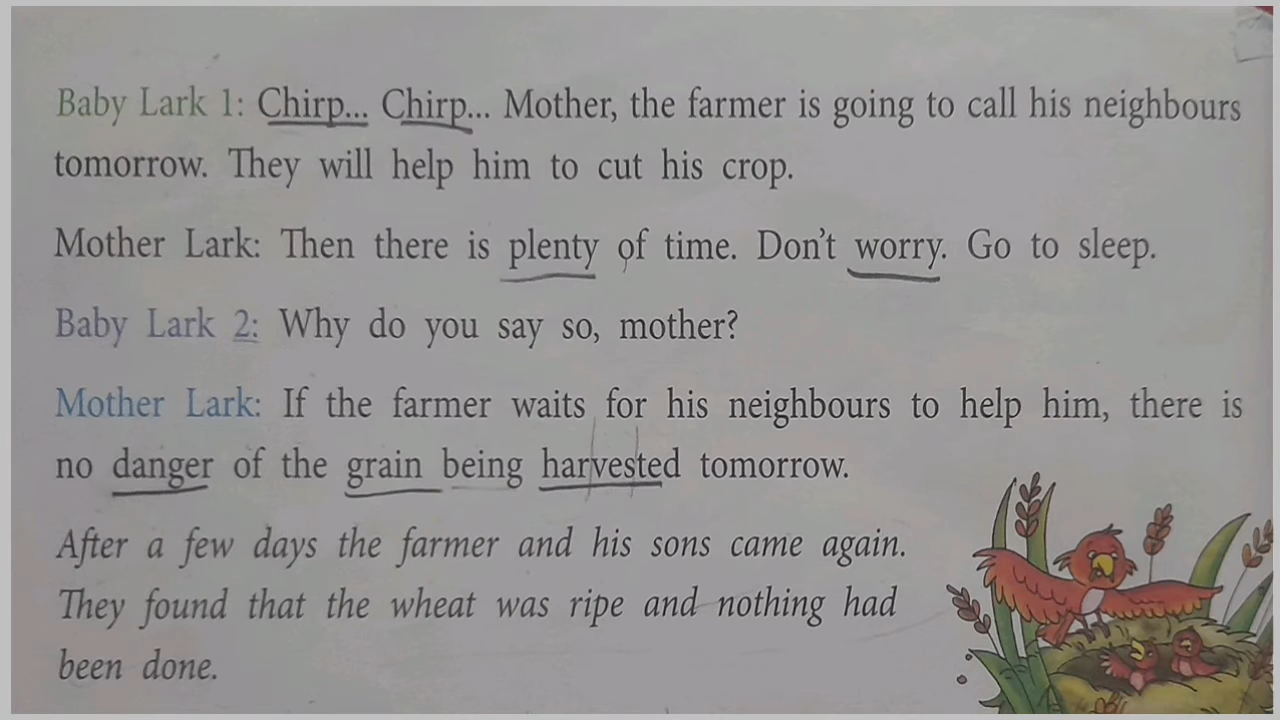 Baby Lark 1: Chirp... Chirp... Mother, the farmer is going to call his neighbours
tomorrow. They will help him to cut his crop.
Mother Lark: Then there is plenty of time. Don't worry. Go to sleep.
Baby Lark 2: Why do you say so, mother?
Mother Lark: If the farmer waits for his neighbours to help him, there is
no danger of the grain being harvested tomorrow.
After a few days the farmer and his sons came again.
They found that the wheat was ripe and nothing had
been done.